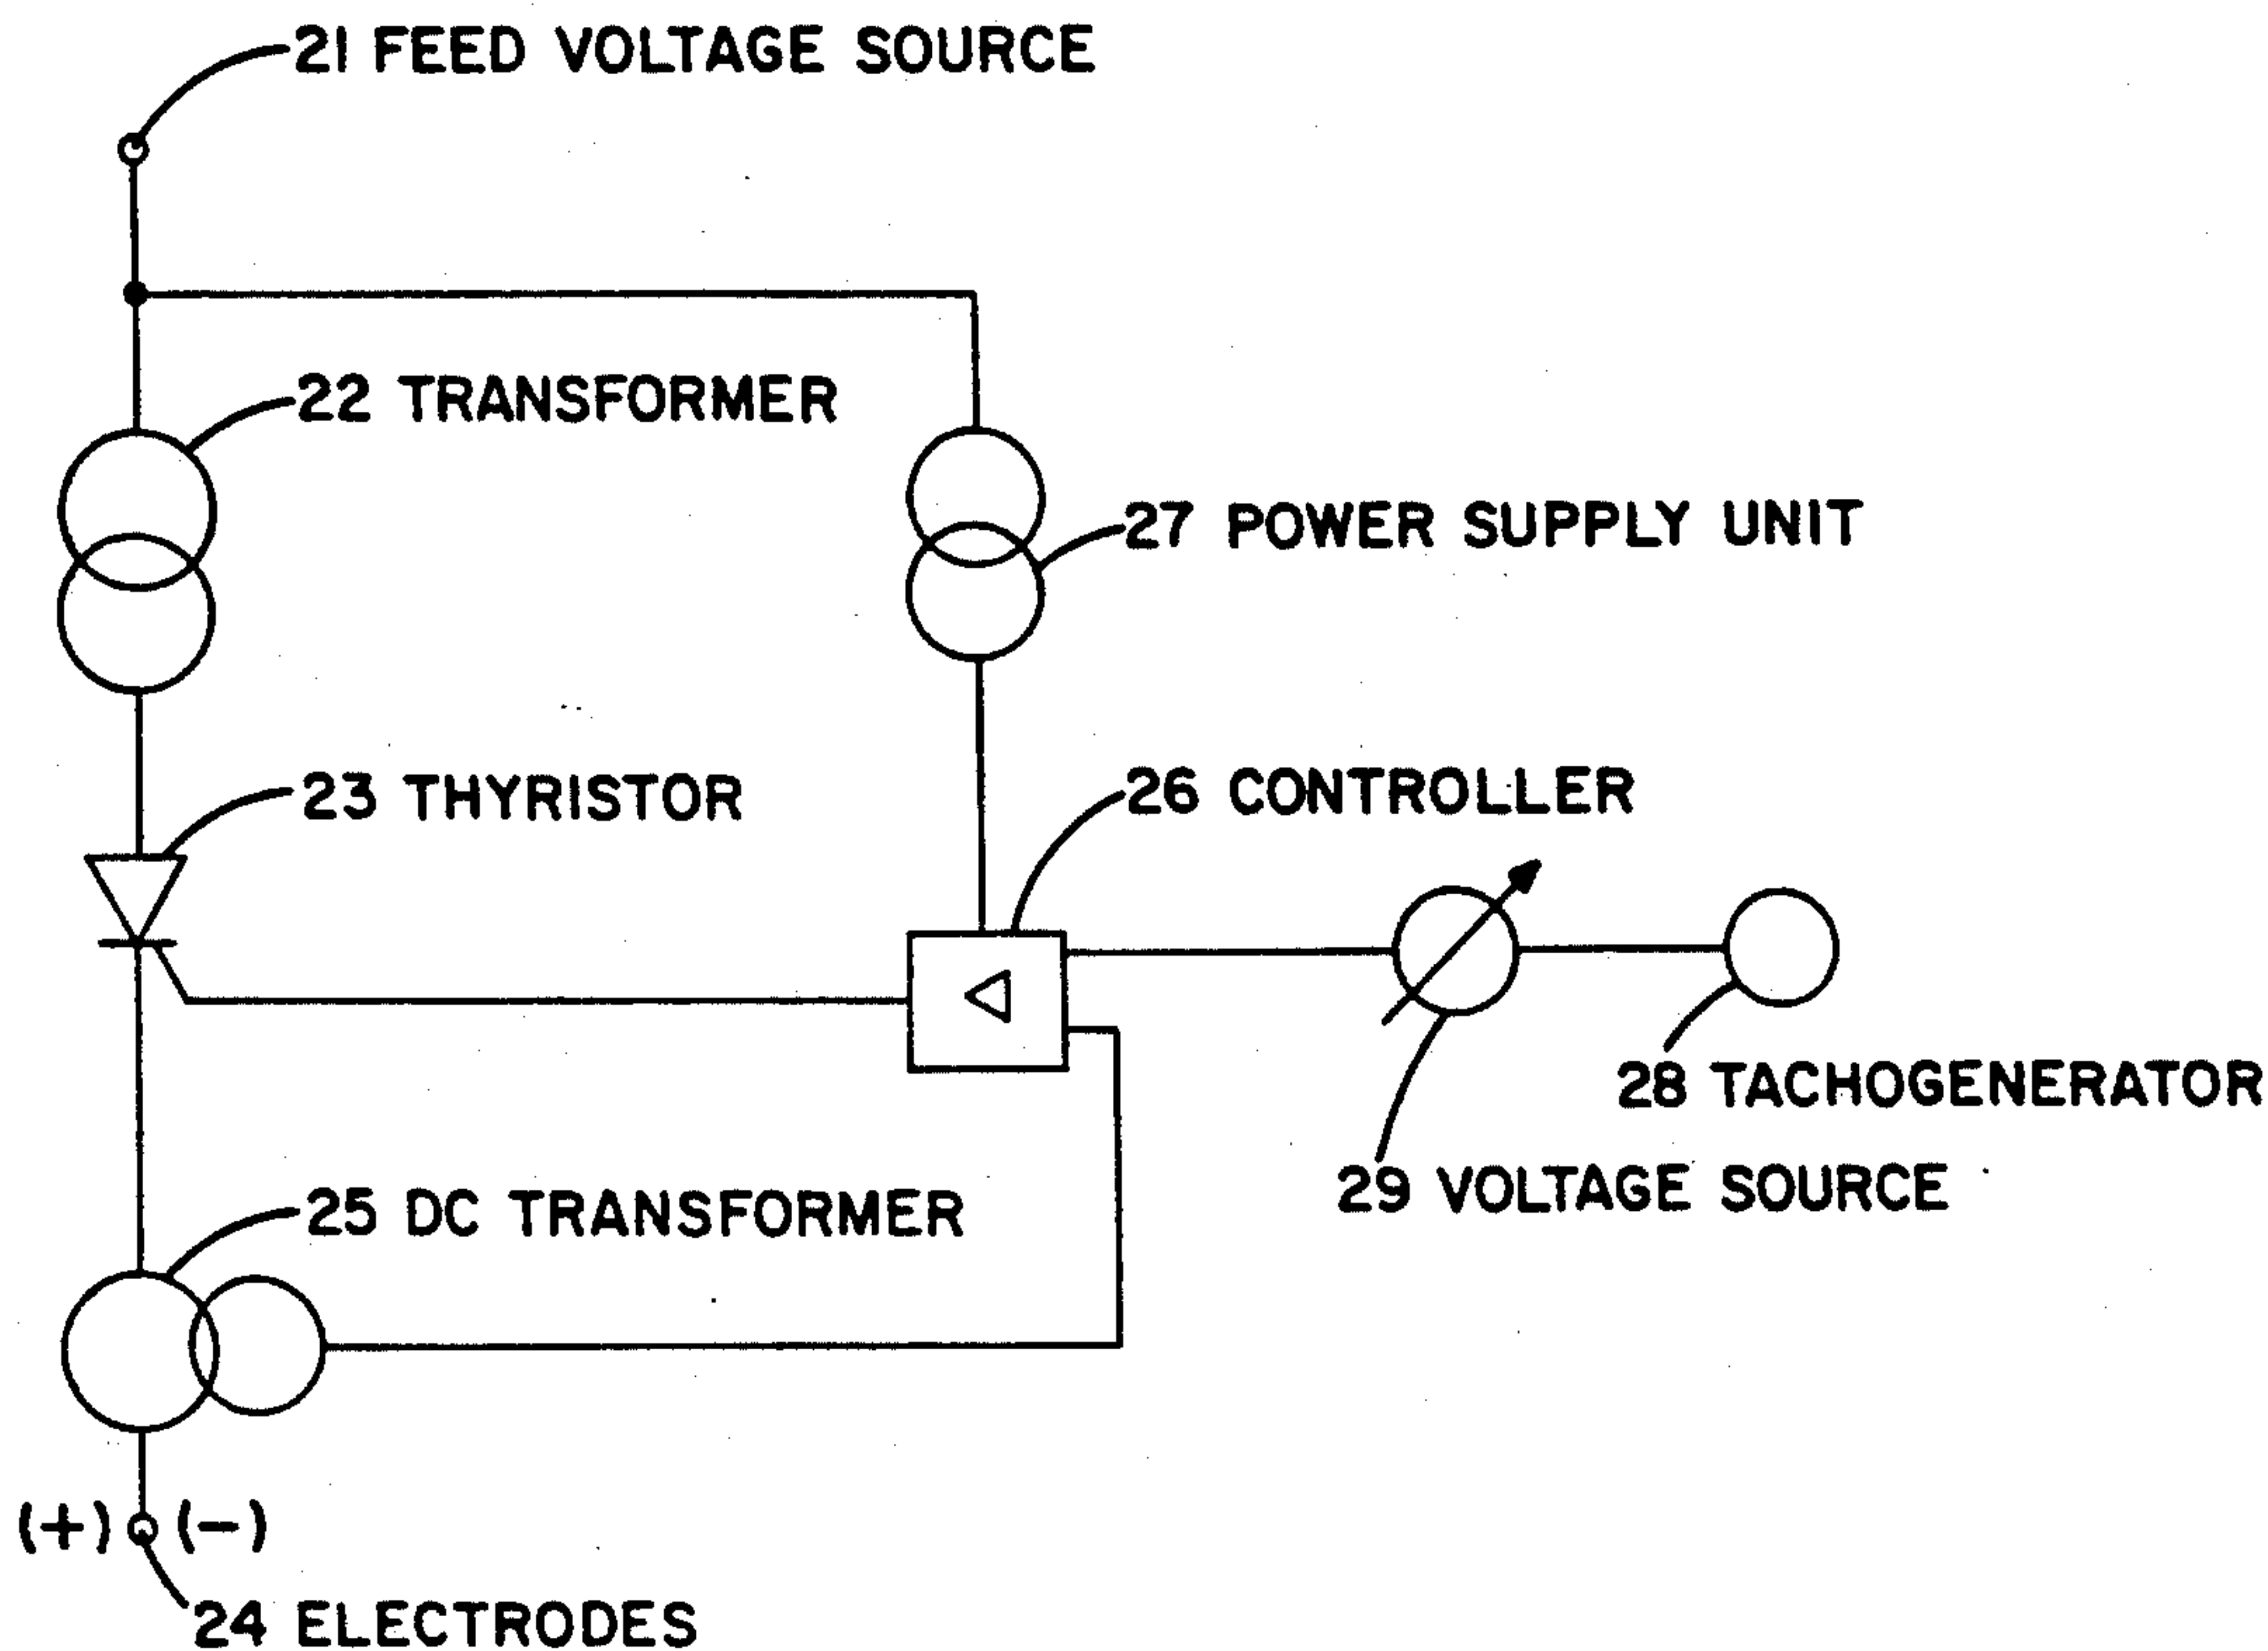 21 FEED VOLTAGE SOURCE
22 TRANSFORMER
27 POWER SUPPLY UNIT
23 THYRISTOR
26 CONTROLLER
28 TACHOGENERATOR
29 VOLTAGE SOURCE
25 DC TRANSFORMER
(+) (-)
24 ELECTRODES